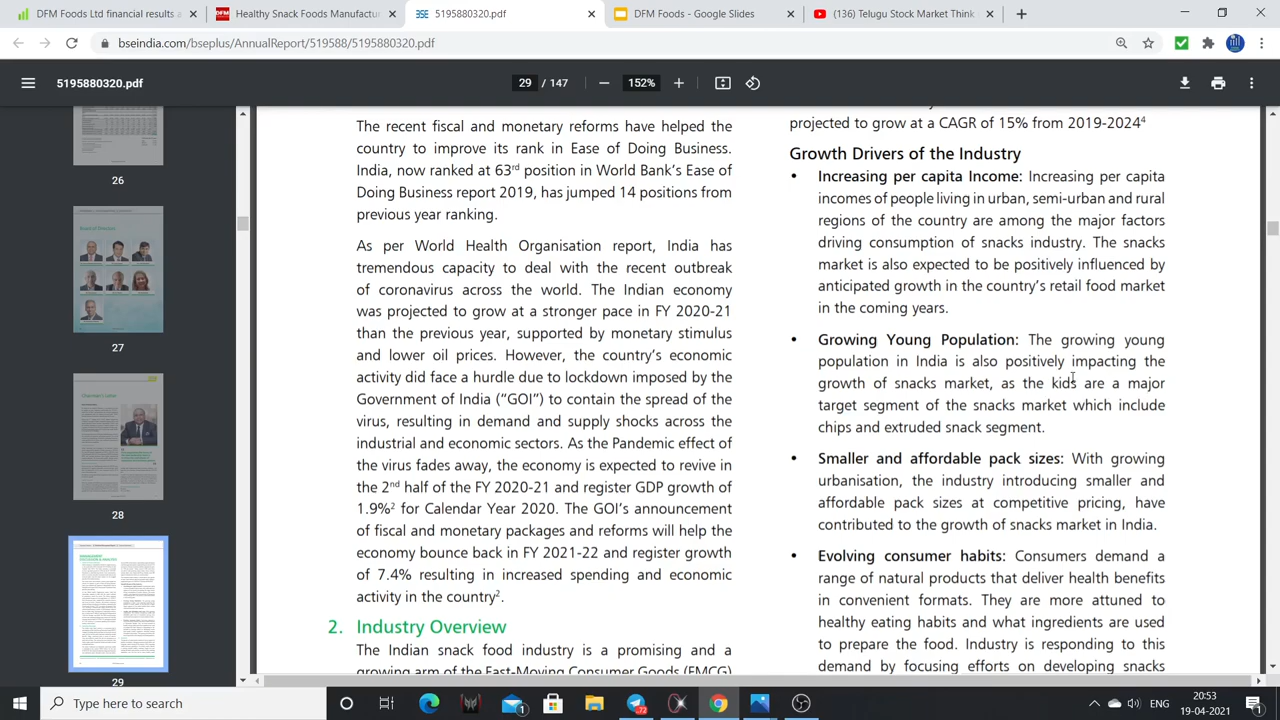 DFM Foods Ltd financial results a
Healthy Snack Foods Manufactu
5195880320.pdf
DFM Foods - Google Slides
(136) Telugu Stock Market Think
bseindia.com/bseplus/AnnualReport/519588/5195880320.pdf
5195880320.pdf
29 / 147
152%
26
27
28
29
The recent fiscal and monetary reforms have helped the
country to improve its rank in Ease of Doing Business.
India, now ranked at 63rd position in World Bank's Ease of
Doing Business report 2019, has jumped 14 positions from
previous year ranking.
As per World Health Organisation report, India has
tremendous capacity to deal with the recent outbreak
of coronavirus across the world. The Indian economy
was projected to grow at a stronger pace in FY 2020-21
than the previous year, supported by monetary stimulus
and lower oil prices. However, the country's economic
activity did face a hurdle due to lockdown imposed by the
Government of India ("GOI") to contain the spread of the
virus, resulting in demand and supply shocks across the
industrial and economic sectors. As the Pandemic effect of
the virus fades away, the economy is expected to revive in
the 2nd half of the FY 2020-21 and register GDP growth of
1.9%2 for Calendar Year 2020. The GOI's announcement
of fiscal and monetary packages and reforms will help the
economy bounce back in FY 2021-22 and register growth
of 7.4% resulting in increased spending and economic
activity in the country2.
2. Industry Overview
The Indian snack food industry is a promising and a
area of the Fast-Moving Consumer Goods (FMCG)
projected to grow at a CAGR of 15% from 2019-20244
Growth Drivers of the Industry
• Increasing per capita Income: Increasing per capita
incomes of people living in urban, semi-urban and rural
regions of the country are among the major factors
driving consumption of snacks industry. The snacks
market is also expected to be positively influenced by
anticipated growth in the country's retail food market
in the coming years.
• Growing Young Population: The growing young
population in India is also positively impacting the
growth of snacks market, as the kids are a major
target segment of the snacks market which include
chips and extruded snack segment.
• Smaller and affordable pack sizes: With growing
urbanisation, the industry introducing smaller and
affordable pack sizes at competitive pricing, have
contributed to the growth of snacks market in India.
• Evolving consumer habits: Consumers demand a
range of natural products that deliver health benefits
in convenient formats. They are more attuned to
healthy eating habits and what ingredients are used
to prepare the food. Industry is responding to this
demand by focusing efforts on developing snacks
Type here to search
ENG
20:53
19-04-2021